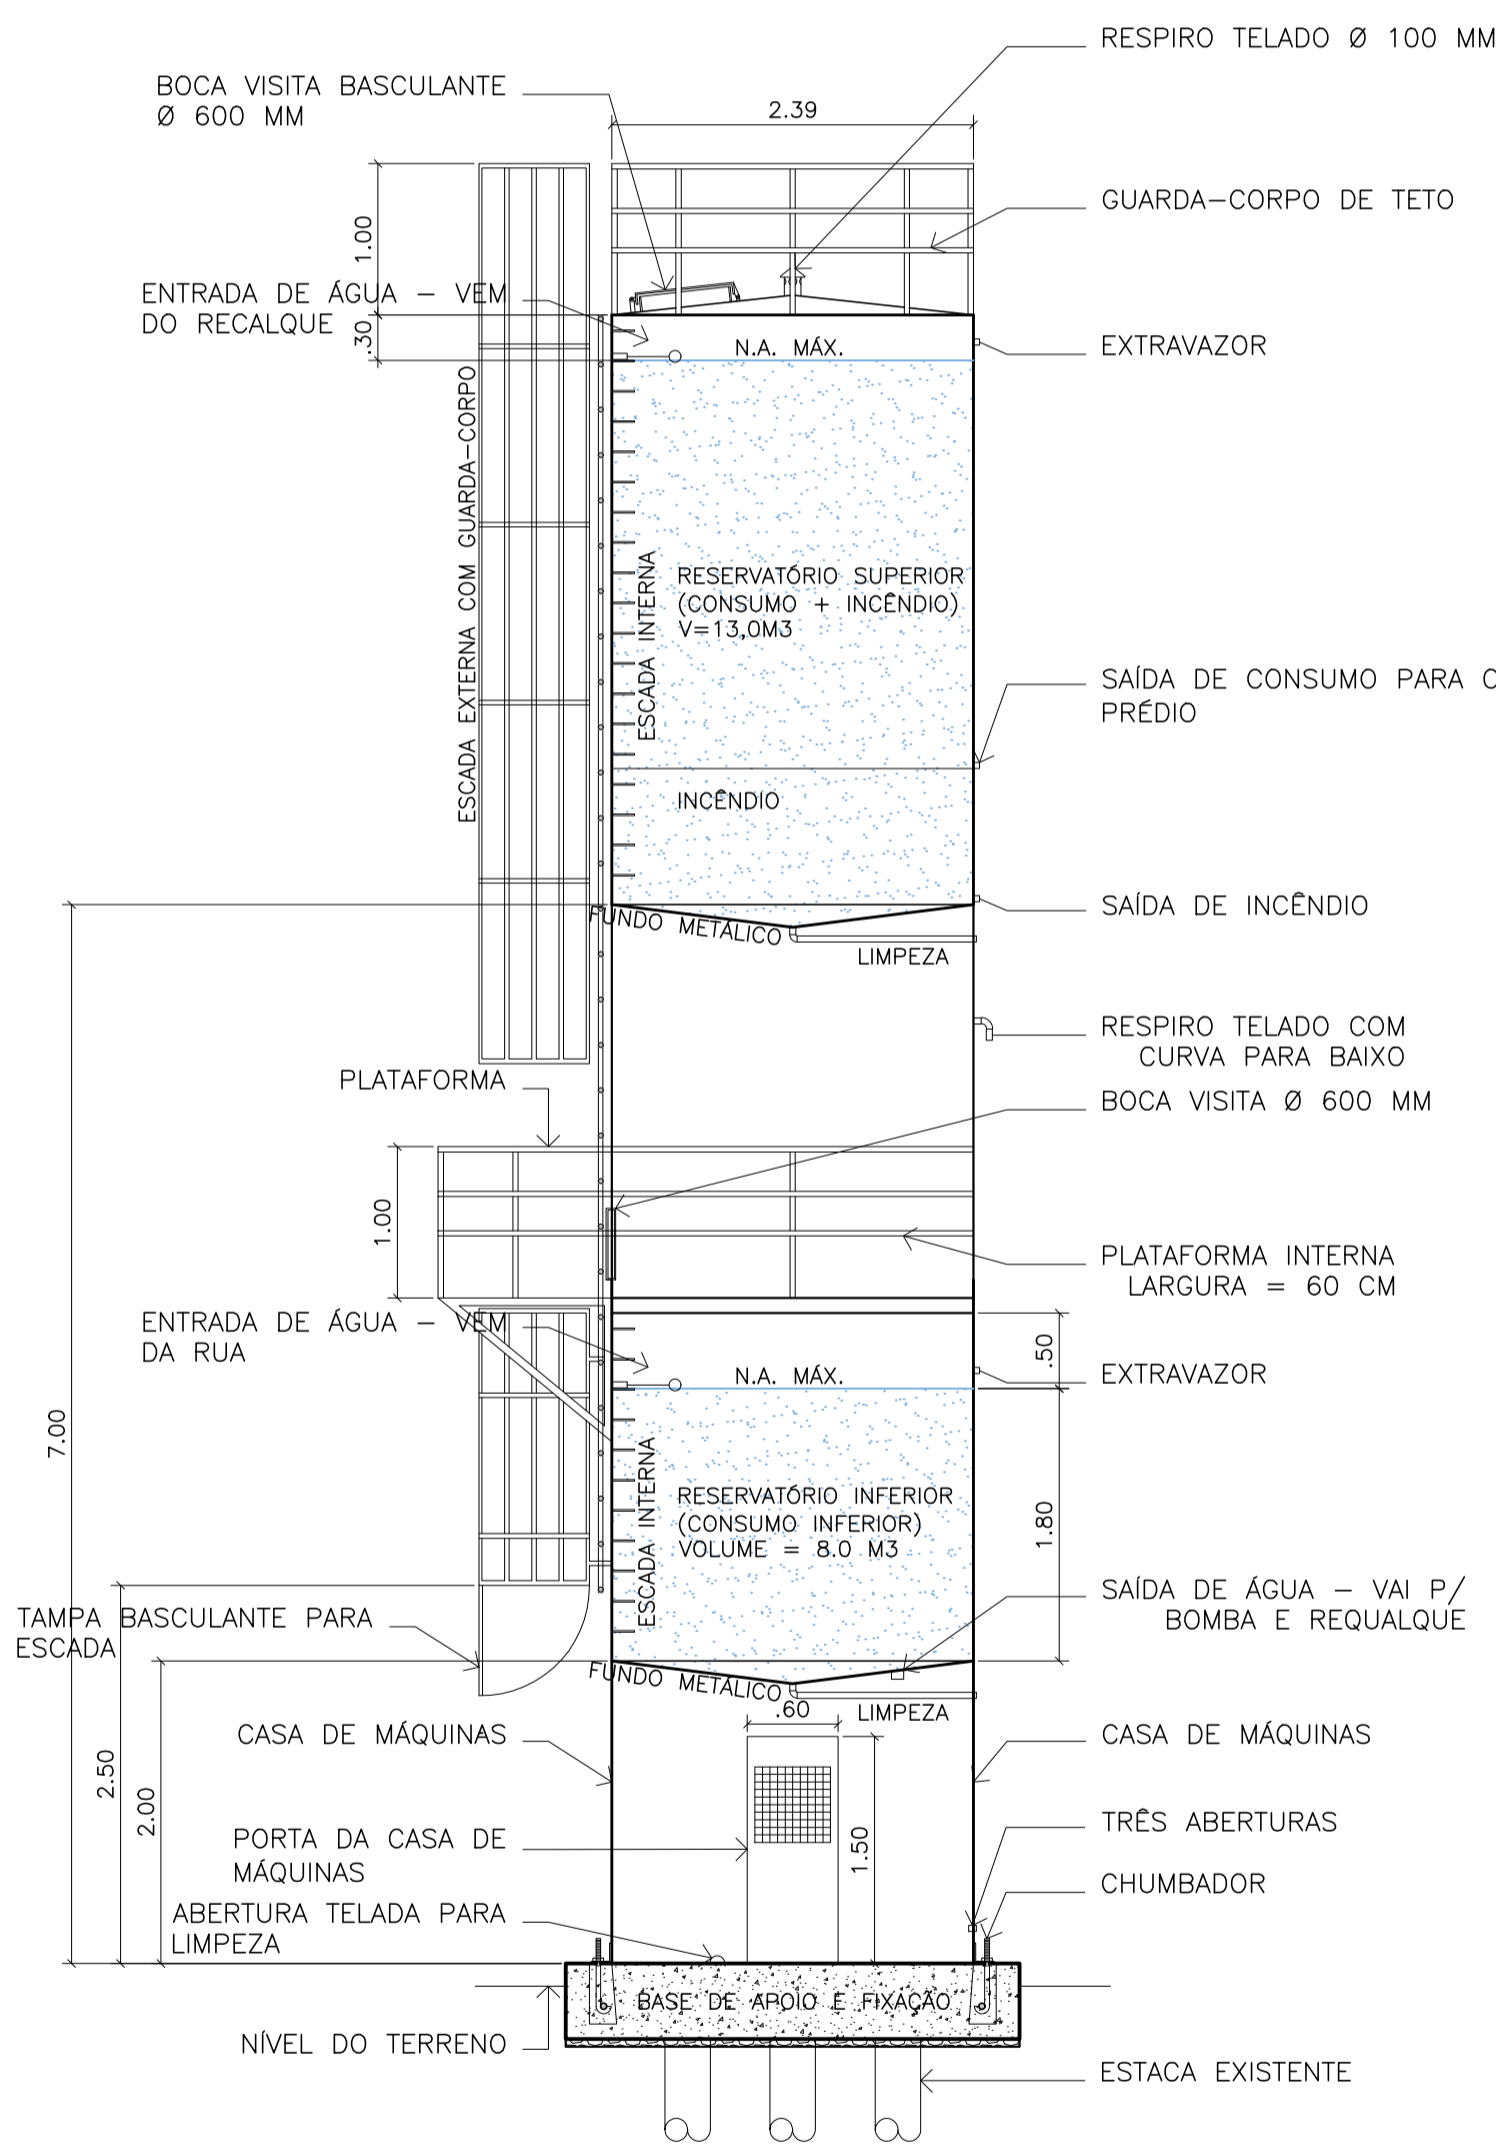 RESPIRO TELADO Ø 100 MM
BOCA VISITA BASCULANTE
Ø 600 MM
2.39
GUARDA-CORPO DE TETO
1.00
ENTRADA DE ÁGUA - VEM
DO RECALQUE
.30
N.A. MÁX.
EXTRAVAZOR
ESCADA EXTERNA COM GUARDA-CORPO
ESCADA INTERNA
RESERVATÓRIO SUPERIOR
(CONSUMO + INCÊNDIO)
V=13,0M3
SAÍDA DE CONSUMO PARA
PRÉDIO
INCÊNDIO
SAÍDA DE INCÊNDIO
FUNDO METÁLICO
LIMPEZA
RESPIRO TELADO COM
CURVA PARA BAIXO
PLATAFORMA
BOCA VISITA Ø 600 MM
1.00
PLATAFORMA INTERNA
LARGURA = 60 CM
ENTRADA DE ÁGUA - VEM
DA RUA
.50
N.A. MÁX.
EXTRAVAZOR
7.00
ESCADA INTERNA
RESERVATÓRIO INFERIOR
(CONSUMO INFERIOR)
VOLUME = 8.0 M3
1.80
SAÍDA DE ÁGUA - VAI P/
BOMBA E REQUALQUE
TAMPA BASCULANTE PARA
ESCADA
FUNDO METÁLICO
.60
LIMPEZA
CASA DE MÁQUINAS
CASA DE MÁQUINAS
2.50
2.00
1.50
TRÊS ABERTURAS
PORTA DA CASA DE
MÁQUINAS
CHUMBADOR
ABERTURA TELADA PARA
LIMPEZA
BASE DE APOIO E FIXAÇÃO
NÍVEL DO TERRENO
ESTACA EXISTENTE